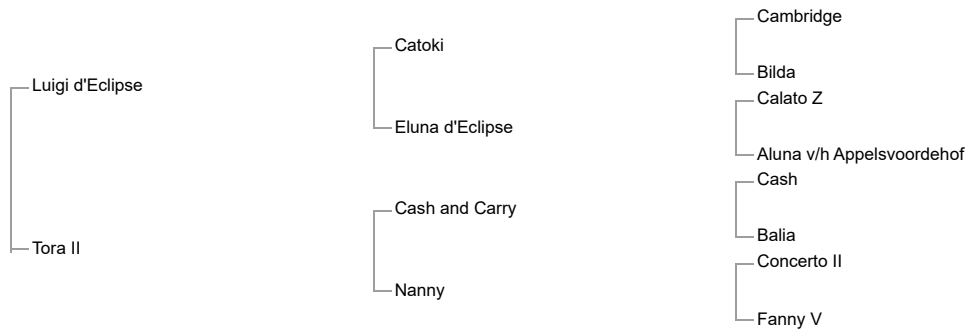 Cambridge
Catoki
Bilda
Luigi d'Eclipse
Calato Z
Eluna d'Eclipse
Aluna v/h Appelsvoordehof
Cash
Cash and Carry
Balia
Tora II
Concerto II
Nanny
Fanny V